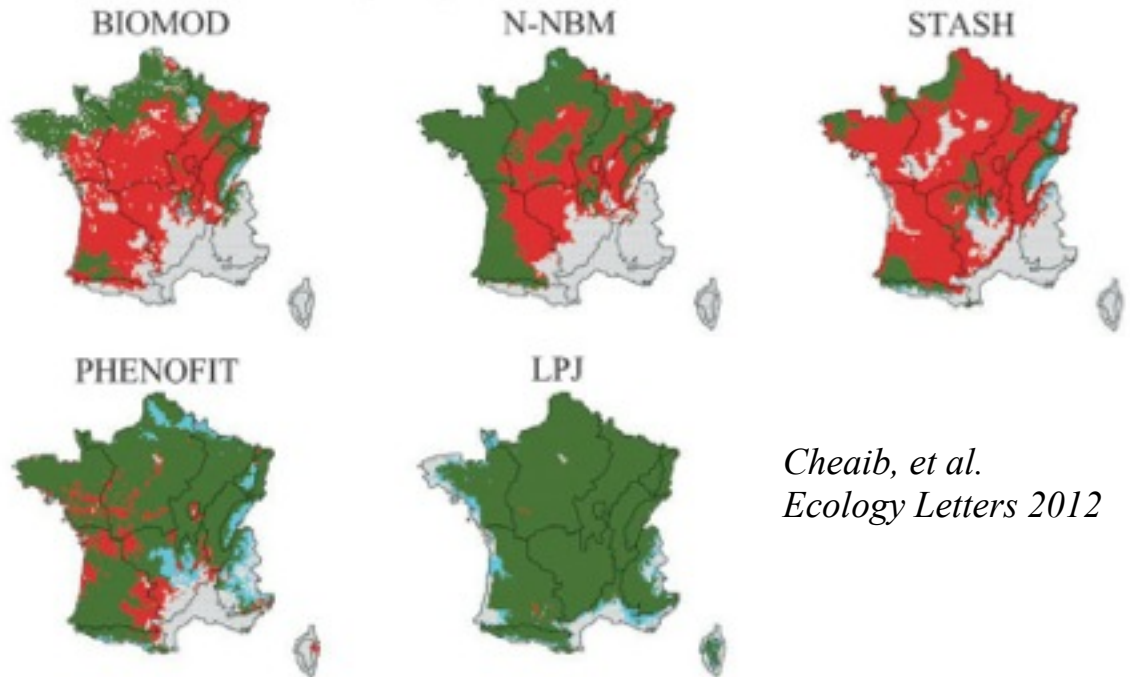 BIOMOD
N-NBM
STASH
PHENOFIT
LPJ
Cheaib, et al.
Ecology Letters 2012